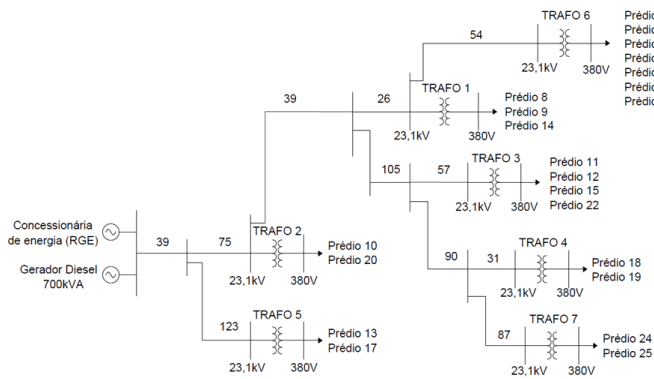 TRAFO 6
54
23,1kV
380V
Prédio
Prédio
Prédio
Prédio
Prédio
Prédio
Prédio
39
26
TRAFO 1
23,1kV
380V
Prédio 8
Prédio 9
Prédio 14
105
57
TRAFO 3
23,1kV
380V
Prédio 11
Prédio 12
Prédio 15
Prédio 22
Concessionária
de energia (RGE)
Gerador Diesel
700kVA
39
75
TRAFO 2
23,1kV
380V
Prédio 10
Prédio 20
90
31
TRAFO 4
23,1kV
380V
Prédio 18
Prédio 19
123
TRAFO 5
23,1kV
380V
Prédio 13
Prédio 17
87
TRAFO 7
23,1kV
380V
Prédio 24
Prédio 25